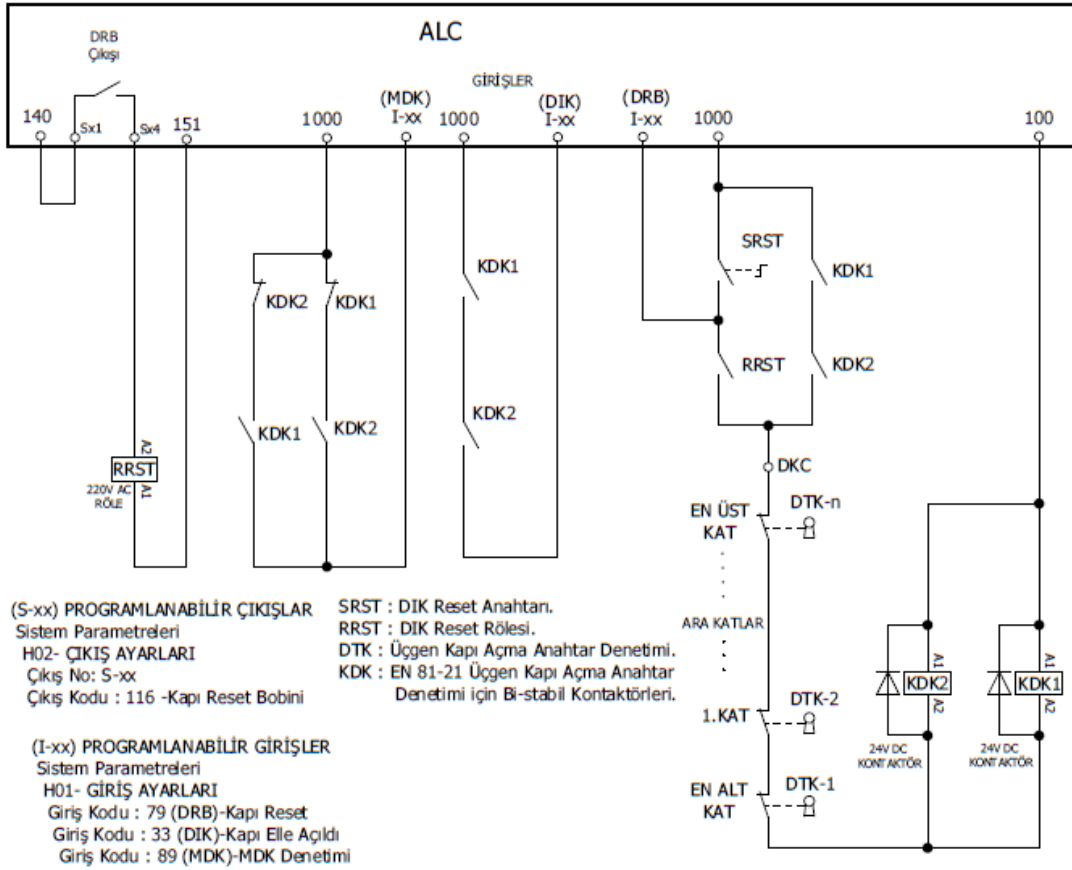 ALC
DRB
Çıkışı
GİRİŞLER
140
Sx1
Sx4
151
1000
(MDK)
I-xx
1000
(DIK)
I-xx
(DRB)
I-xx
1000
100
SRST
KDK1
KDK2
KDK1
KDK1
RRST
KDK2
KDK1
KDK2
KDK2
A2
RRST
A1
220V AC
RÖLE
DKC
EN ÜST
KAT
DTK-n
ARA KATLAR
1.KAT
DTK-2
EN ALT
KAT
DTK-1
A1
KDK2
A2
24V DC
KONTAKTÖR
A1
KDK1
A2
24V DC
KONTAKTÖR
(S-xx) PROGRAMLANABİLİR ÇIKIŞLAR
Sistem Parametreleri
H02- ÇIKIŞ AYARLARI
Çıkış No: S-xx
Çıkış Kodu : 116 -Kapı Reset Bobini
SRST : DIK Reset Anahtarı.
RRST : DIK Reset Rölesi.
DTK : Üçgen Kapı Açma Anahtar Denetimi.
KDK : EN 81-21 Üçgen Kapı Açma Anahtar
Denetimi için Bi-stabil Kontaktörleri.
(I-xx) PROGRAMLANABİLİR GİRİŞLER
Sistem Parametreleri
H01- GİRİŞ AYARLARI
Giriş Kodu : 79 (DRB)-Kapı Reset
Giriş Kodu : 33 (DIK)-Kapı Elle Açıldı
Giriş Kodu : 89 (MDK)-MDK Denetimi